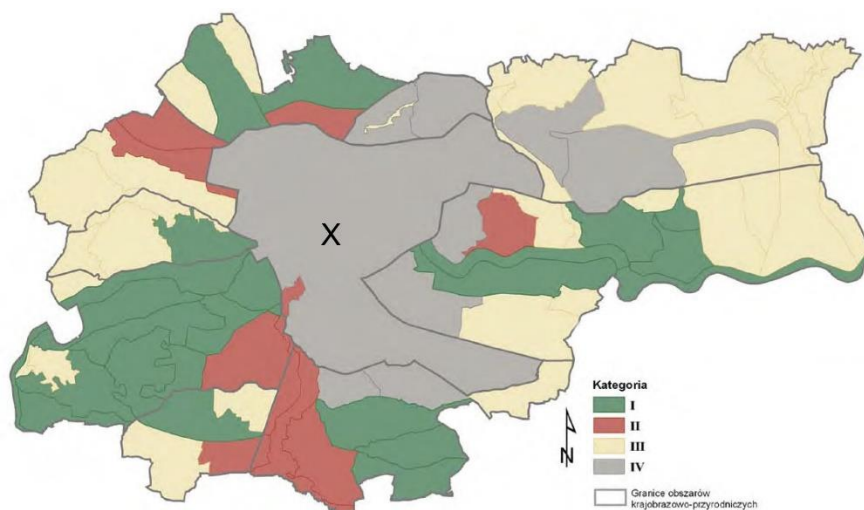 X
Kategoria
I
II
III
IV
N
Granice obszarów
krajobrazowo-przyrodniczych